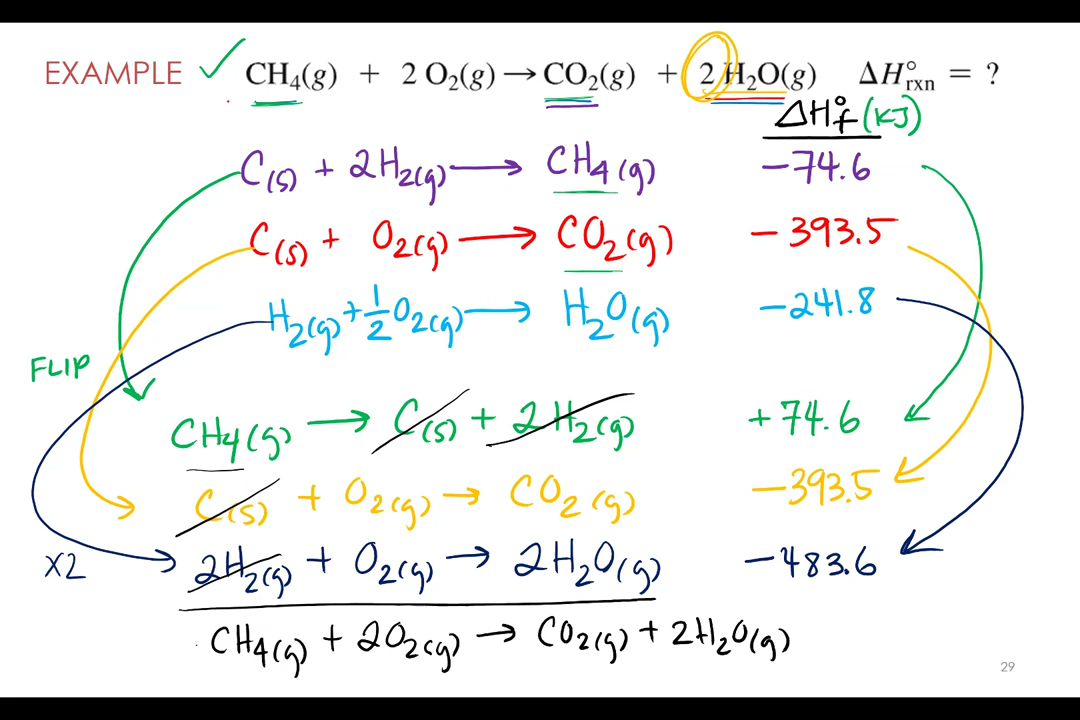 EXAMPLE ✓ CH₄(g) + 2 O₂(g) → CO₂(g) + 2 H₂O(g) ΔH°rxn = ?
ΔH°f (KJ)
C(s) + 2H₂(g) → CH₄(g) −74.6
C(s) + O₂(g) → CO₂(g) −393.5
H₂(g) + 1/2 O₂(g) → H₂O(g) −241.8
FLIP
CH₄(g) → C(s) + 2H₂(g) +74.6
C(s) + O₂(g) → CO₂(g) −393.5
X2 2H₂(g) + O₂(g) → 2H₂O(g) −483.6
CH₄(g) + 2O₂(g) → CO₂(g) + 2H₂O(g)
29